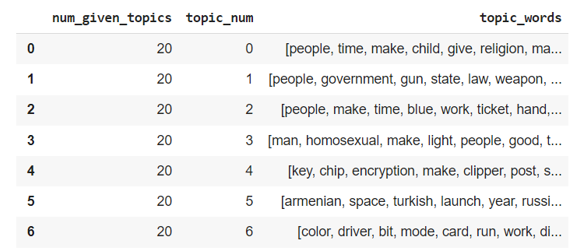 num_given_topics topic_num topic_words
0 20 0 [people, time, make, child, give, religion, ma...
1 20 1 [people, government, gun, state, law, weapon, ...
2 20 2 [people, make, time, blue, work, ticket, hand,...
3 20 3 [man, homosexual, make, light, people, good, t...
4 20 4 [key, chip, encryption, make, clipper, post, s...
5 20 5 [armenian, space, turkish, launch, year, russi...
6 20 6 [color, driver, bit, mode, card, run, work, di...